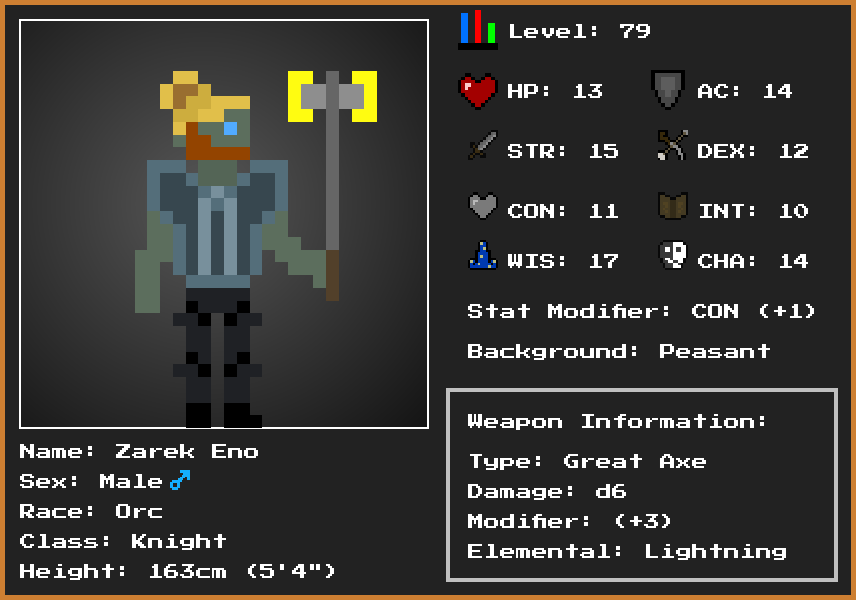 Level: 79
HP: 13
AC: 14
STR: 15
DEX: 12
CON: 11
INT: 10
WIS: 17
CHA: 14
Stat Modifier: CON (+1)
Background: Peasant
Weapon Information:
Type: Great Axe
Damage: d6
Modifier: (+3)
Elemental: Lightning
Name: Zarek Eno
Sex: Male♂
Race: Orc
Class: Knight
Height: 163cm (5'4")